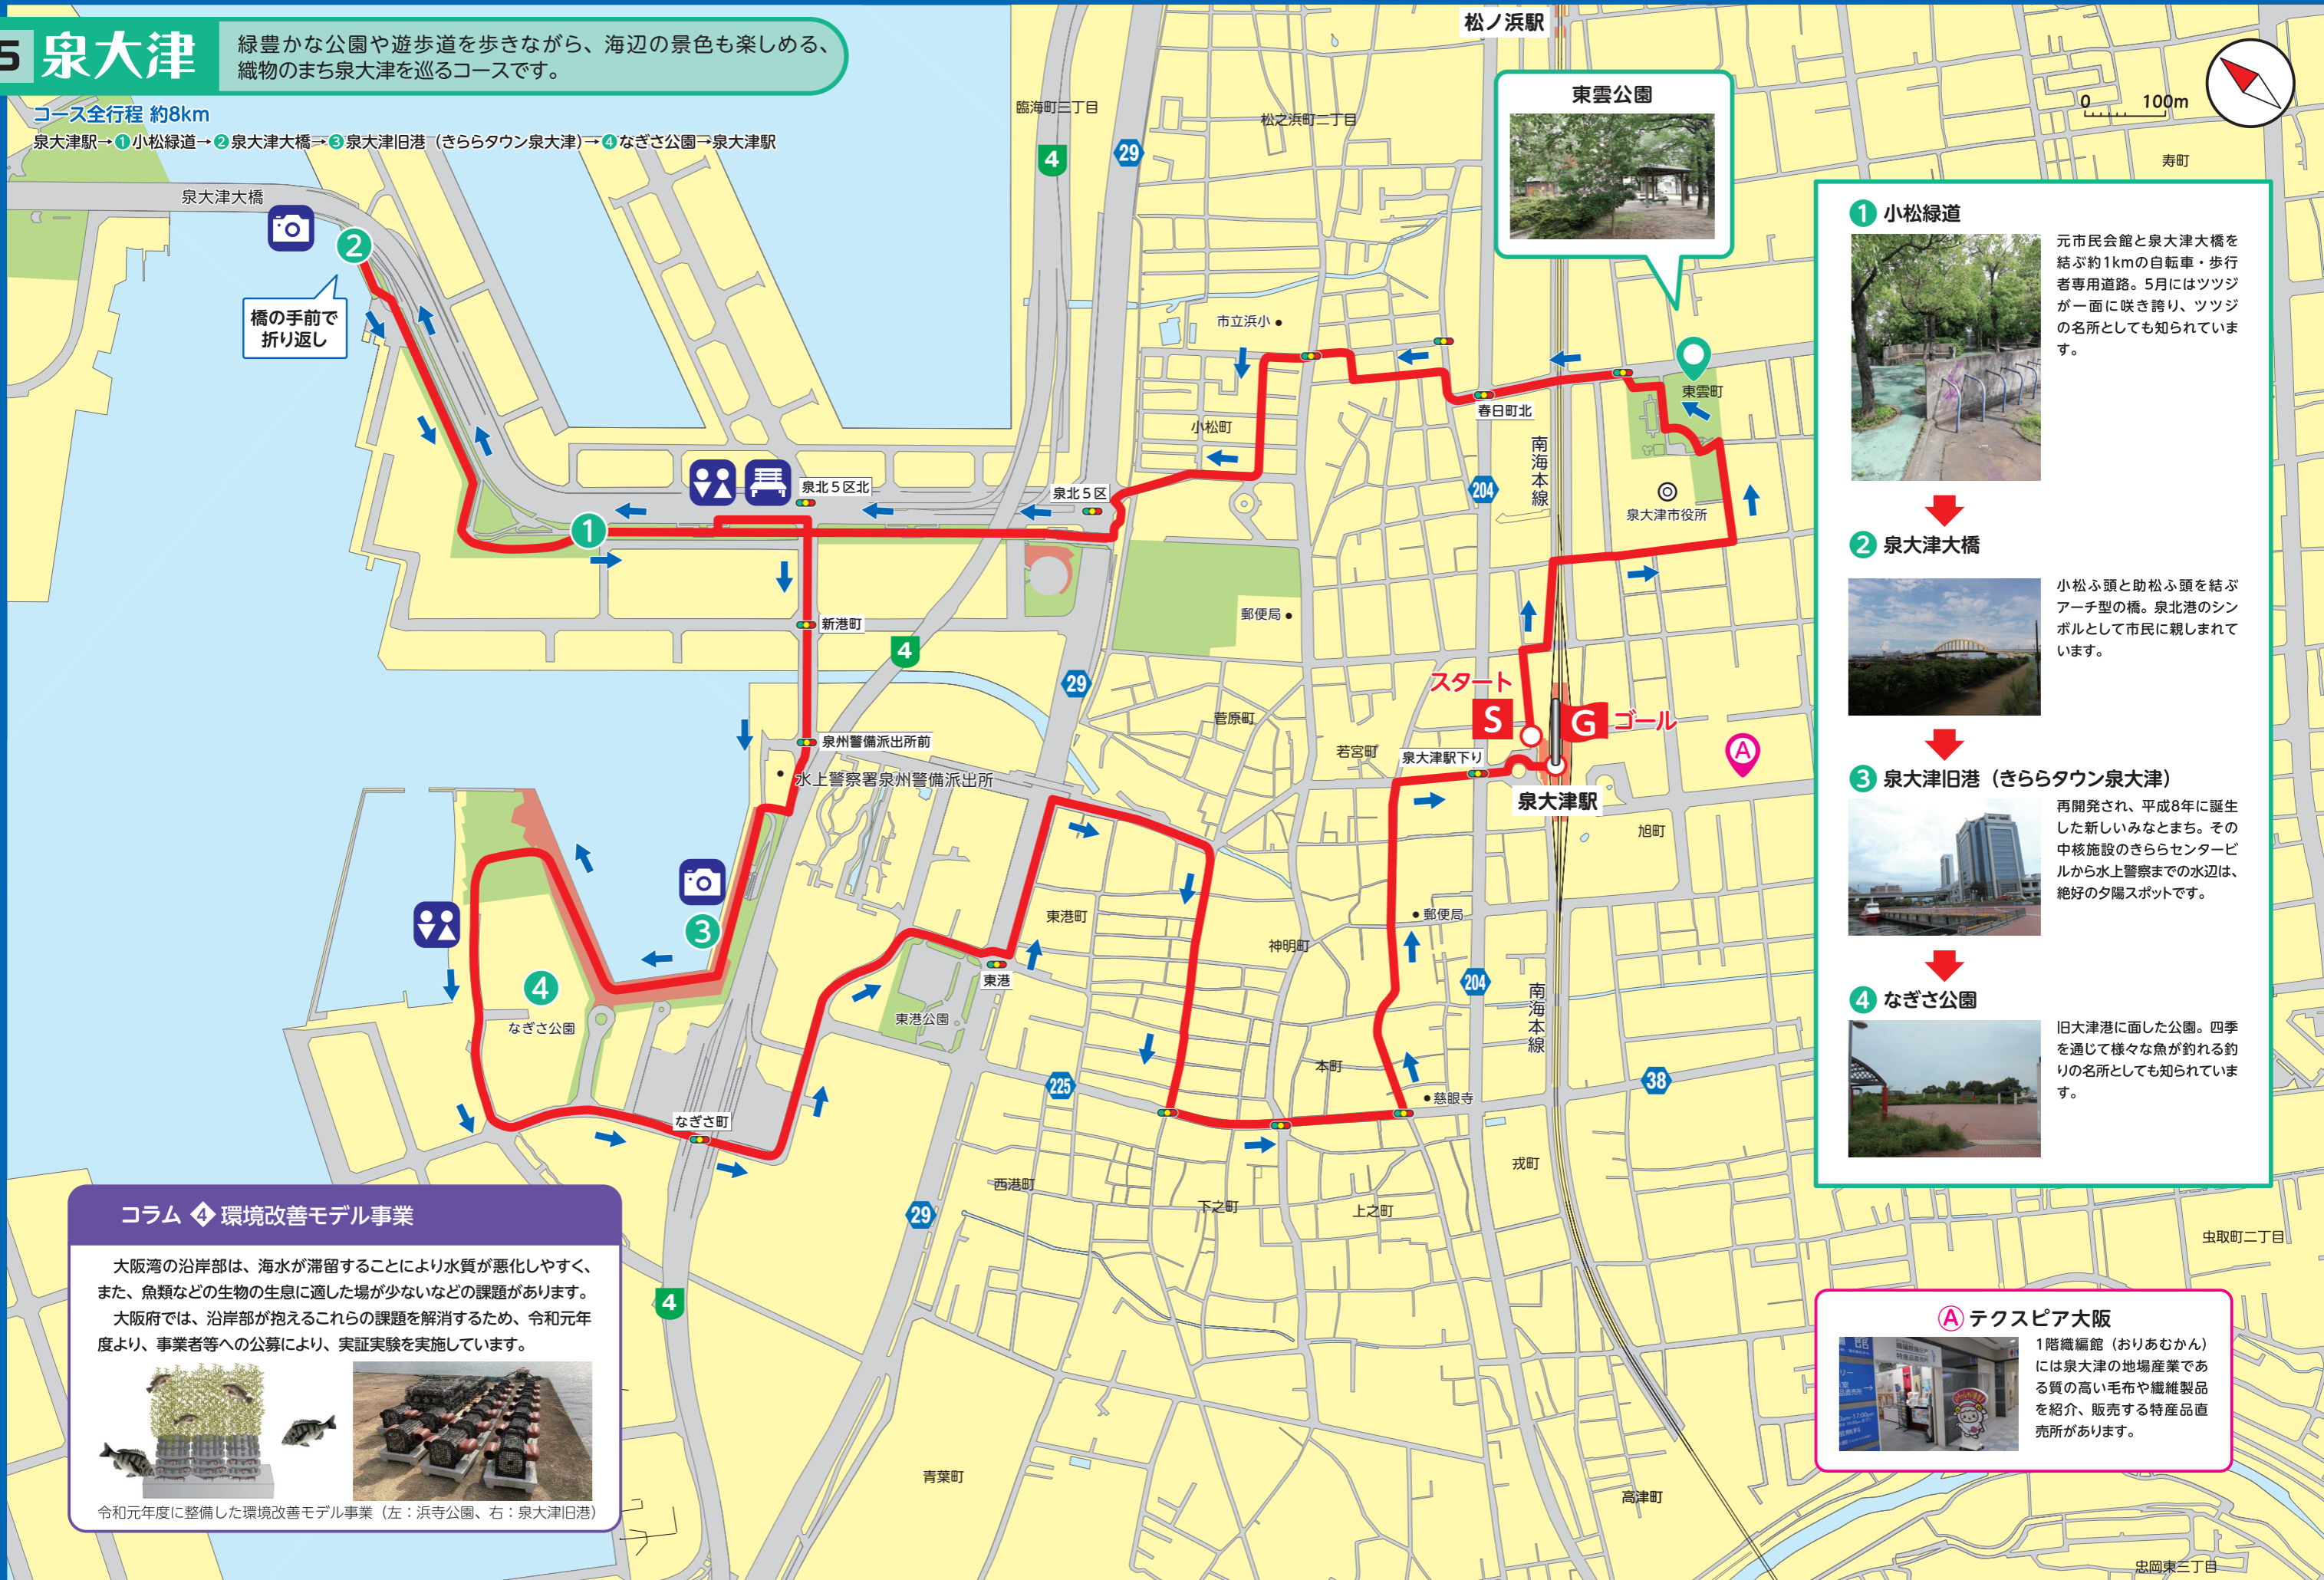 5 泉大津
緑豊かな公園や遊歩道を歩きながら、海辺の景色も楽しめる、
織物のまち泉大津を巡るコースです。
コース全行程 約8km
泉大津駅→①小松緑道→②泉大津大橋→③泉大津旧港（きららタウン泉大津）→④なぎさ公園→泉大津駅
松ノ浜駅
東雲公園
0 100m
臨海町三丁目
松之浜町二丁目
寿町
4
29
泉大津大橋
2
橋の手前で
折り返し
市立浜小
東雲町
春日町北
小松町
南海本線
204
泉北５区北
泉北５区
泉大津市役所
1
郵便局
新港町
4
29
スタート
S
G ゴール
菅原町
若宮町
泉大津駅下り
泉州警備派出所前
水上警察署泉州警備派出所
泉大津駅
A
旭町
3
東港町
郵便局
神明町
東港
204
南海本線
4
なぎさ公園
東港公園
本町
225
38
慈眼寺
なぎさ町
戎町
西港町
下之町
上之町
29
4
青葉町
高津町
虫取町二丁目
忠岡東三丁目
① 小松緑道
元市民会館と泉大津大橋を
結ぶ約1kmの自転車・歩行
者専用道路。5月にはツツジ
が一面に咲き誇り、ツツジ
の名所としても知られていま
す。
② 泉大津大橋
小松ふ頭と助松ふ頭を結ぶ
アーチ型の橋。泉北港のシン
ボルとして市民に親しまれて
います。
③ 泉大津旧港（きららタウン泉大津）
再開発され、平成8年に誕生
した新しいみなとまち。その
中核施設のきららセンタービ
ルから水上警察までの水辺は、
絶好の夕陽スポットです。
④ なぎさ公園
旧大津港に面した公園。四季
を通じて様々な魚が釣れる釣
りの名所としても知られていま
す。
コラム ④ 環境改善モデル事業
大阪湾の沿岸部は、海水が滞留することにより水質が悪化しやすく、
また、魚類などの生物の生息に適した場が少ないなどの課題があります。
大阪府では、沿岸部が抱えるこれらの課題を解消するため、令和元年
度より、事業者等への公募により、実証実験を実施しています。
令和元年度に整備した環境改善モデル事業（左：浜寺公園、右：泉大津旧港）
Ⓐ テクスピア大阪
1階織編館（おりあむかん）
には泉大津の地場産業であ
る質の高い毛布や繊維製品
を紹介、販売する特産品直
売所があります。